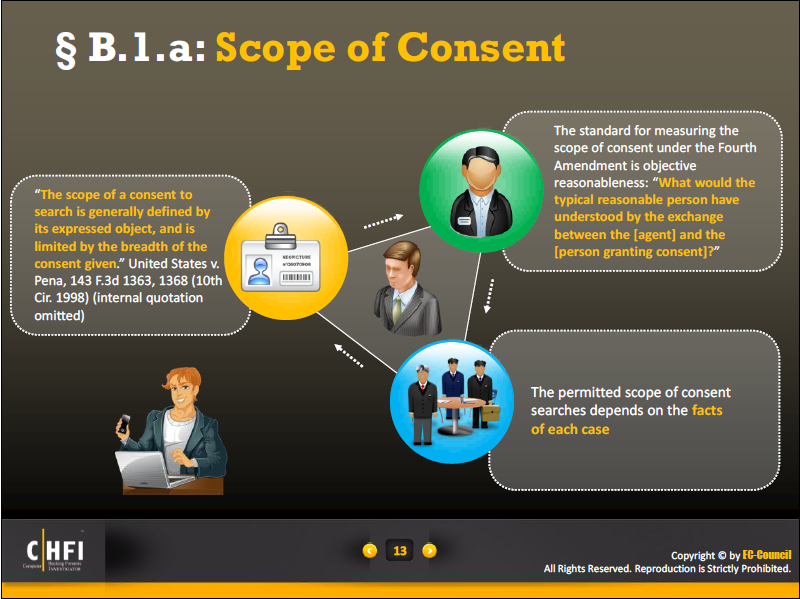 § B.1.a: Scope of Consent
“The scope of a consent to
search is generally defined by
its expressed object, and is
limited by the breadth of the
consent given.” United States v.
Pena, 143 F.3d 1363, 1368 (10th
Cir. 1998) (internal quotation
omitted)
The standard for measuring the
scope of consent under the Fourth
Amendment is objective
reasonableness: “What would the
typical reasonable person have
understood by the exchange
between the [agent] and the
[person granting consent]?”
The permitted scope of consent
searches depends on the facts
of each case
CHFI
Computer Hacking Forensic
INVESTIGATOR
13
Copyright © by EC-Council
All Rights Reserved. Reproduction is Strictly Prohibited.